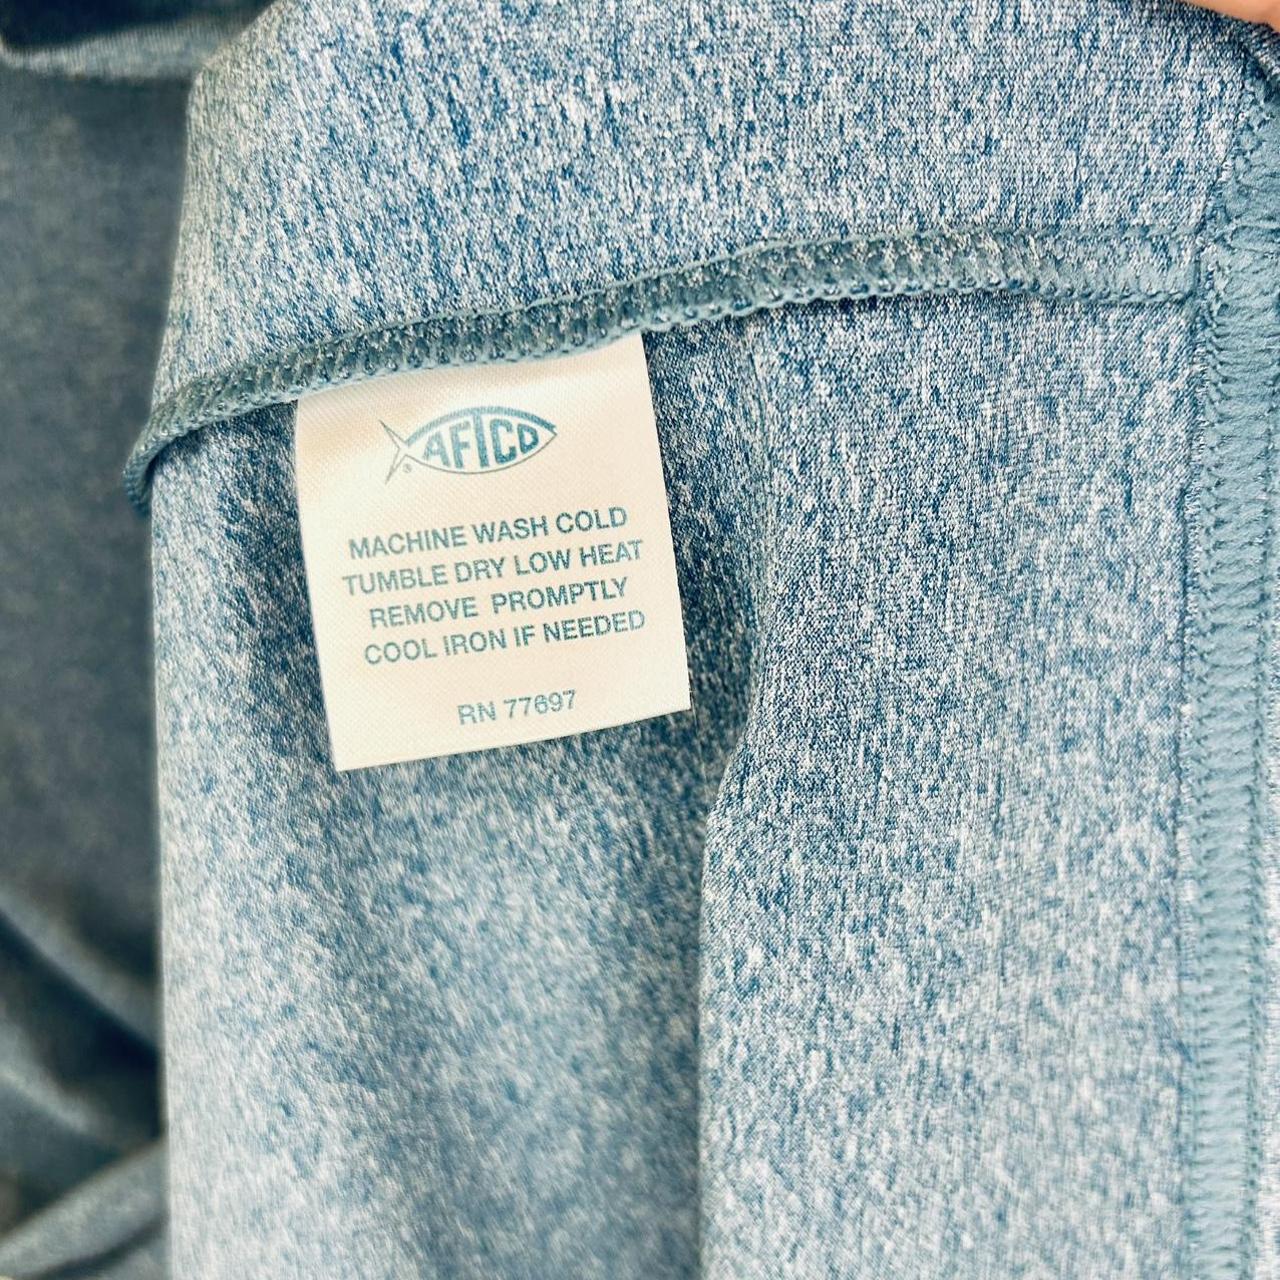 AFTCO
®
MACHINE WASH COLD
TUMBLE DRY LOW HEAT
REMOVE PROMPTLY
COOL IRON IF NEEDED
RN 77697